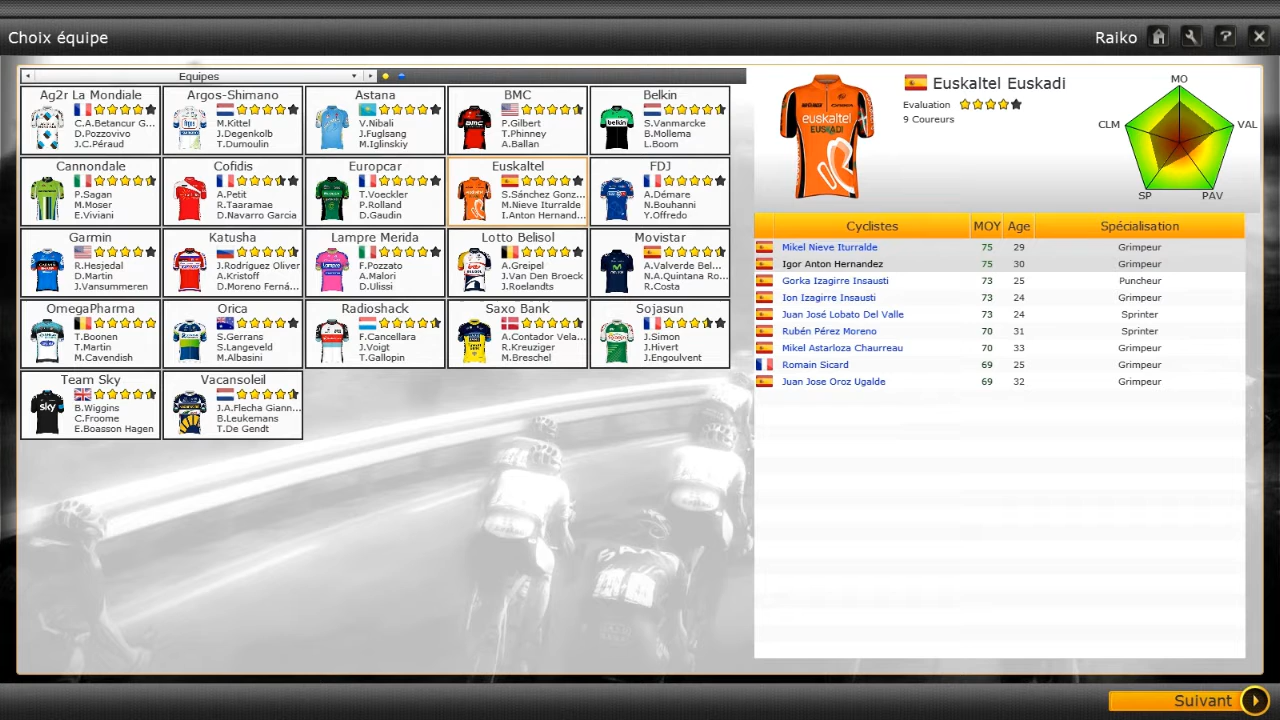 Choix équipe
Raiko
Equipes
Ag2r La Mondiale
C.A.Betancur G...
D.Pozzovivo
J.C.Péraud
Argos-Shimano
M.Kittel
J.Degenkolb
T.Dumoulin
Astana
V.Nibali
J.Fuglsang
M.Iglinskiy
BMC
P.Gilbert
T.Phinney
A.Ballan
Belkin
S.Vanmarcke
B.Mollema
L.Boom
Cannondale
P.Sagan
M.Moser
E.Viviani
Cofidis
A.Petit
R.Taaramae
D.Navarro Garcia
Europcar
T.Voeckler
P.Rolland
D.Gaudin
Euskaltel
S.Sánchez Gonz...
M.Nieve Ituralde
I.Anton Hernand...
FDJ
A.Démare
N.Bouhanni
Y.Offredo
Garmin
R.Hesjedal
D.Martin
J.Vansummeren
Katusha
J.Rodríguez Oliver
A.Kristoff
D.Moreno Ferná...
Lampre Merida
F.Pozzato
A.Malori
D.Ulissi
Lotto Belisol
A.Greipel
J.Van Den Broeck
J.Roelandts
Movistar
A.Valverde Bel...
N.A.Quintana Ro...
R.Costa
OmegaPharma
T.Boonen
T.Martin
M.Cavendish
Orica
S.Gerrans
S.Langeveld
M.Albasini
Radioshack
F.Cancellara
J.Voigt
T.Gallopin
Saxo Bank
A.Contador Vela...
R.Kreuziger
M.Breschel
Sojasun
J.Simon
J.Hivert
J.Engoulvent
Team Sky
B.Wiggins
C.Froome
E.Boasson Hagen
Vacansoleil
J.A.Flecha Giann...
B.Leukemans
T.De Gendt
euskaltel
EUSKADI
Euskaltel Euskadi
Evaluation
9 Coureurs
MO
CLM
VAL
SP
PAV
Cyclistes MOY Age Spécialisation
Mikel Nieve Iturralde 75 29 Grimpeur
Igor Anton Hernandez 75 30 Grimpeur
Gorka Izagirre Insausti 73 25 Puncheur
Ion Izagirre Insausti 73 24 Grimpeur
Juan José Lobato Del Valle 73 24 Sprinter
Rubén Pérez Moreno 70 31 Sprinter
Mikel Astarloza Chaurreau 70 33 Grimpeur
Romain Sicard 69 25 Grimpeur
Juan Jose Oroz Ugalde 69 32 Grimpeur
Suivant